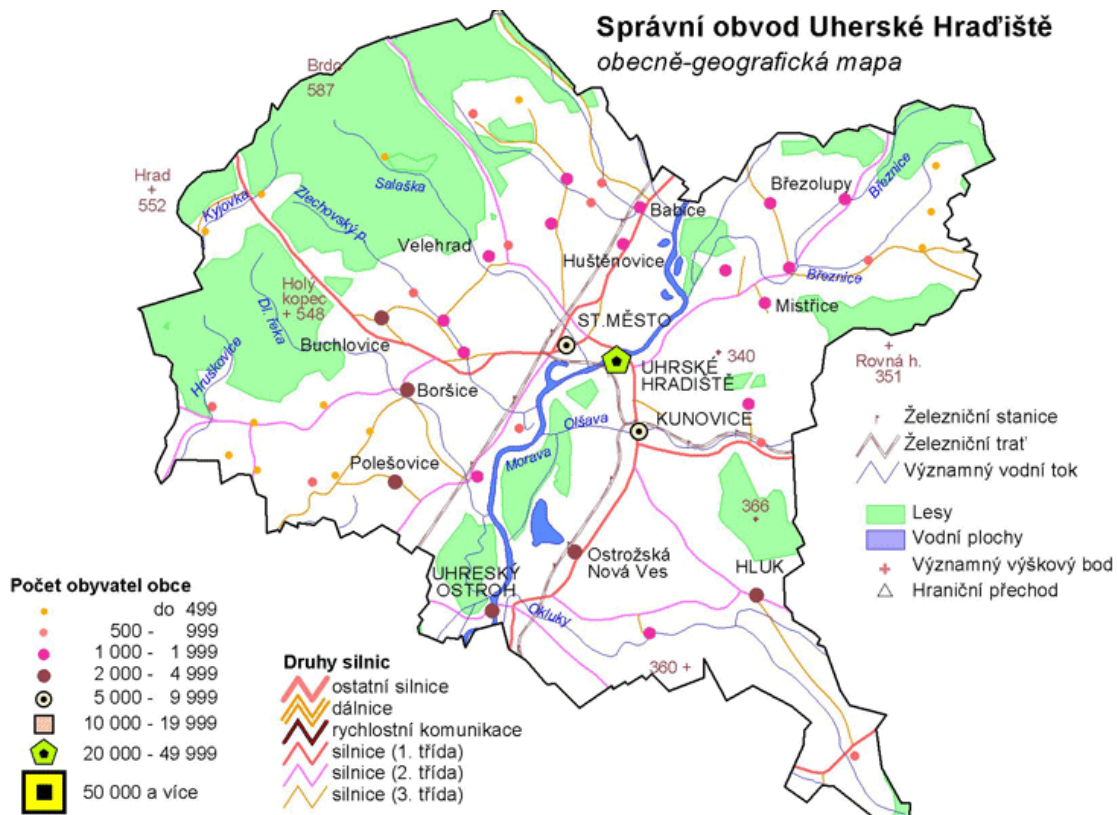 Správní obvod Uherské Hraďiště
obecně-geografická mapa
Brdo
587
Hrad
+
552
Kyjovka
Zlechovský p.
Salaška
Velehrad
Babice
Huštěnovice
Březolupy
Březnice
Březnice
Mistřice
Holý
kopec
+ 548
Dl. řeka
Buchlovice
Hruškovice
ST.MĚSTO
UHRSKÉ
HRADIŠTĚ
+ 340
+
Rovná h.
351
Boršice
Olšava
KUNOVICE
Morava
Polešovice
366
+
Ostrožská
Nová Ves
HLUK
UHRESKÝ
OSTROH
Okluky
360 +
Železniční stanice
Železniční trať
Významný vodní tok
Lesy
Vodní plochy
Významný výškový bod
Hraniční přechod
Počet obyvatel obce
do 499
500 - 999
1 000 - 1 999
2 000 - 4 999
5 000 - 9 999
10 000 - 19 999
20 000 - 49 999
50 000 a více
Druhy silnic
ostatní silnice
dálnice
rychlostní komunikace
silnice (1. třída)
silnice (2. třída)
silnice (3. třída)